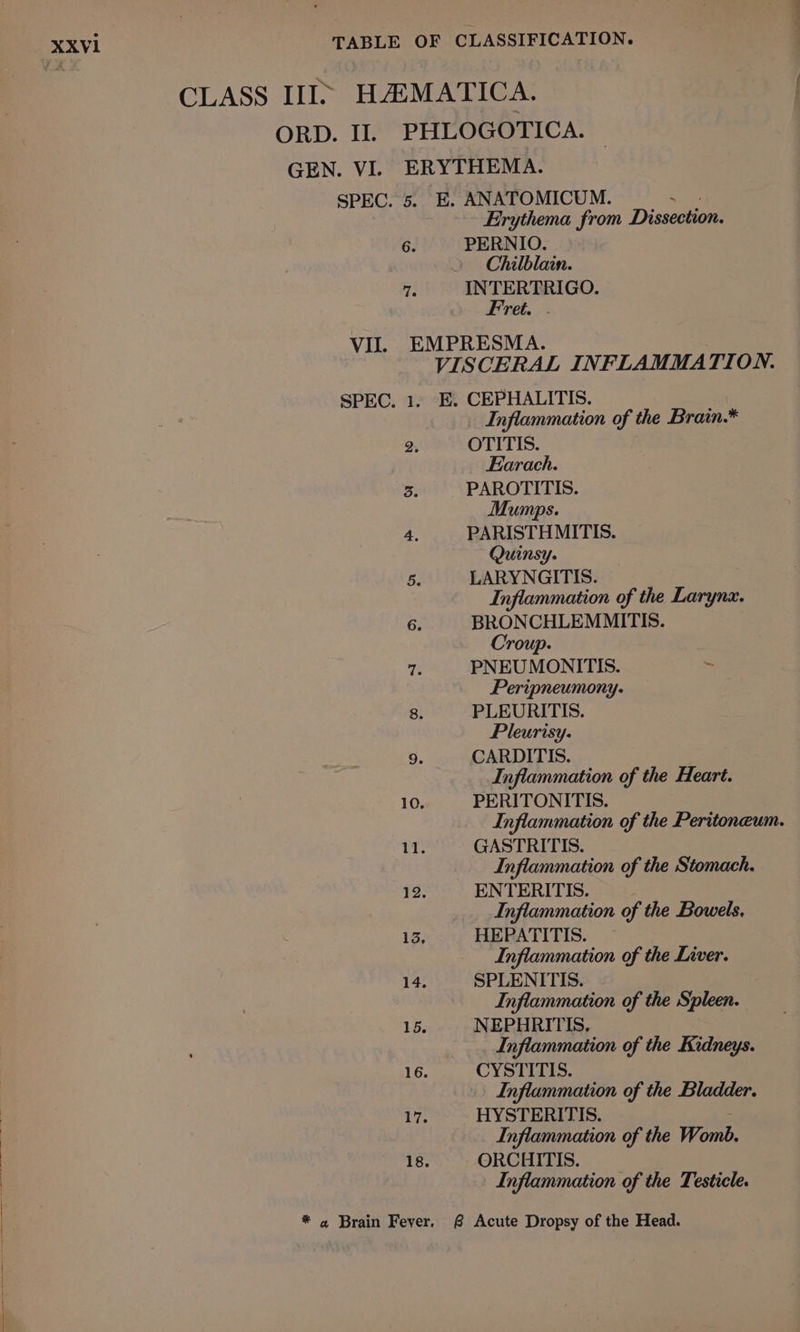 xxvi TABLE OF CLASSIFICATION.
CLASS III. HÆMATICA.
ORD. II. PHLOGOTICA.
GEN. VI. ERYTHEMA.
SPEC. 5. E. ANATOMICUM.
Erythema from Dissection.
6. PERNIO.
Chilblain.
7. INTERTRIGO.
Fret.
VII. EMPRESMA.
VISCERAL INFLAMMATION.
SPEC. 1. E. CEPHALITIS.
Inflammation of the Brain.*
2. OTITIS.
Earach.
3. PAROTITIS.
Mumps.
4. PARISTHMITIS.
Quinsy.
5. LARYNGITIS.
Inflammation of the Larynx.
6. BRONCHLEMMITIS.
Croup.
7. PNEUMONITIS.
Peripneumony.
8. PLEURITIS.
Pleurisy.
9. CARDITIS.
Inflammation of the Heart.
10. PERITONITIS.
Inflammation of the Peritonæum.
11. GASTRITIS.
Inflammation of the Stomach.
12. ENTERITIS.
Inflammation of the Bowels.
13. HEPATITIS.
Inflammation of the Liver.
14. SPLENITIS.
Inflammation of the Spleen.
15. NEPHRITIS.
Inflammation of the Kidneys.
16. CYSTITIS.
Inflammation of the Bladder.
17. HYSTERITIS.
Inflammation of the Womb.
18. ORCHITIS.
Inflammation of the Testicle.
* α Brain Fever. β Acute Dropsy of the Head.